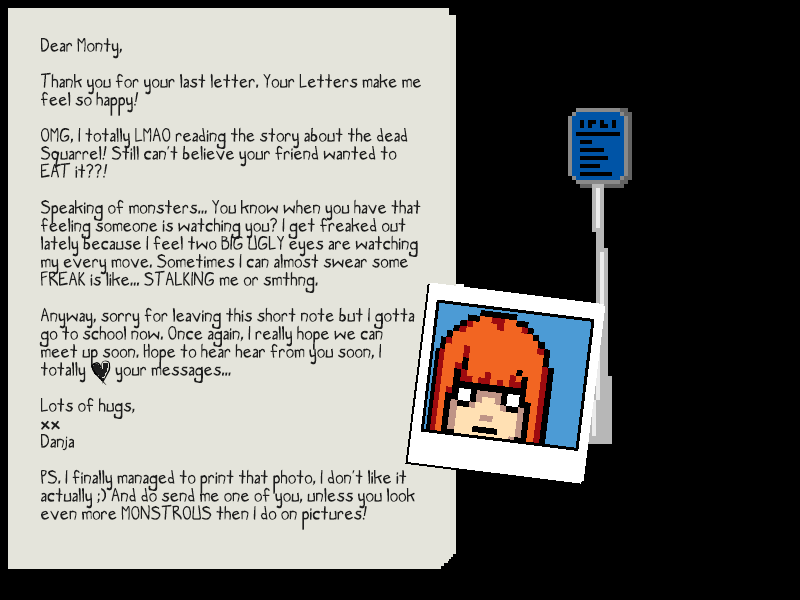 Dear Monty,
Thank you for your last letter. Your Letters make me
feel so happy!
OMG, I totally LMAO reading the story about the dead
Squarrel! Still can't believe your friend wanted to
EAT it??!
Speaking of monsters... You know when you have that
feeling someone is watching you? I get freaked out
lately because I feel two BIG UGLY eyes are watching
my every move. Sometimes I can almost swear some
FREAK is like... STALKING me or smthng.
Anyway, sorry for leaving this short note but I gotta
go to school now. Once again, I really hope we can
meet up soon. Hope to hear hear from you soon, I
totally ♥ your messages...
Lots of hugs,
xx
Danja
PS. I finally managed to print that photo, I don't like it
actually ;) And do send me one of you, unless you look
even more MONSTROUS then I do on pictures!